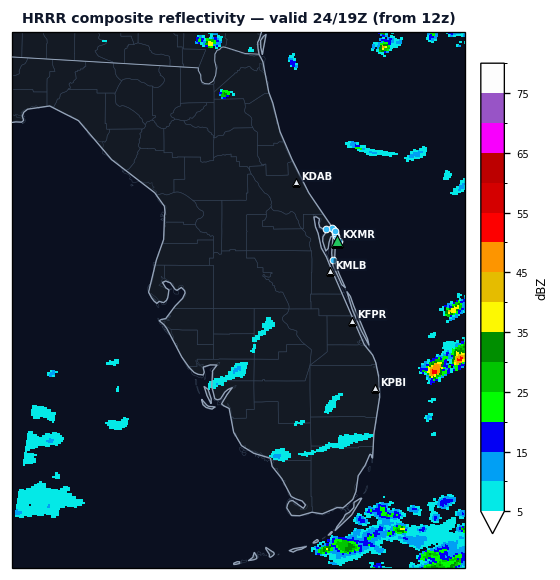 HRRR composite reflectivity — valid 24/19Z (from 12z)
KDAB
KXMR
KMLB
KFPR
KPBI
75
65
55
45
35
25
15
5
dBZ